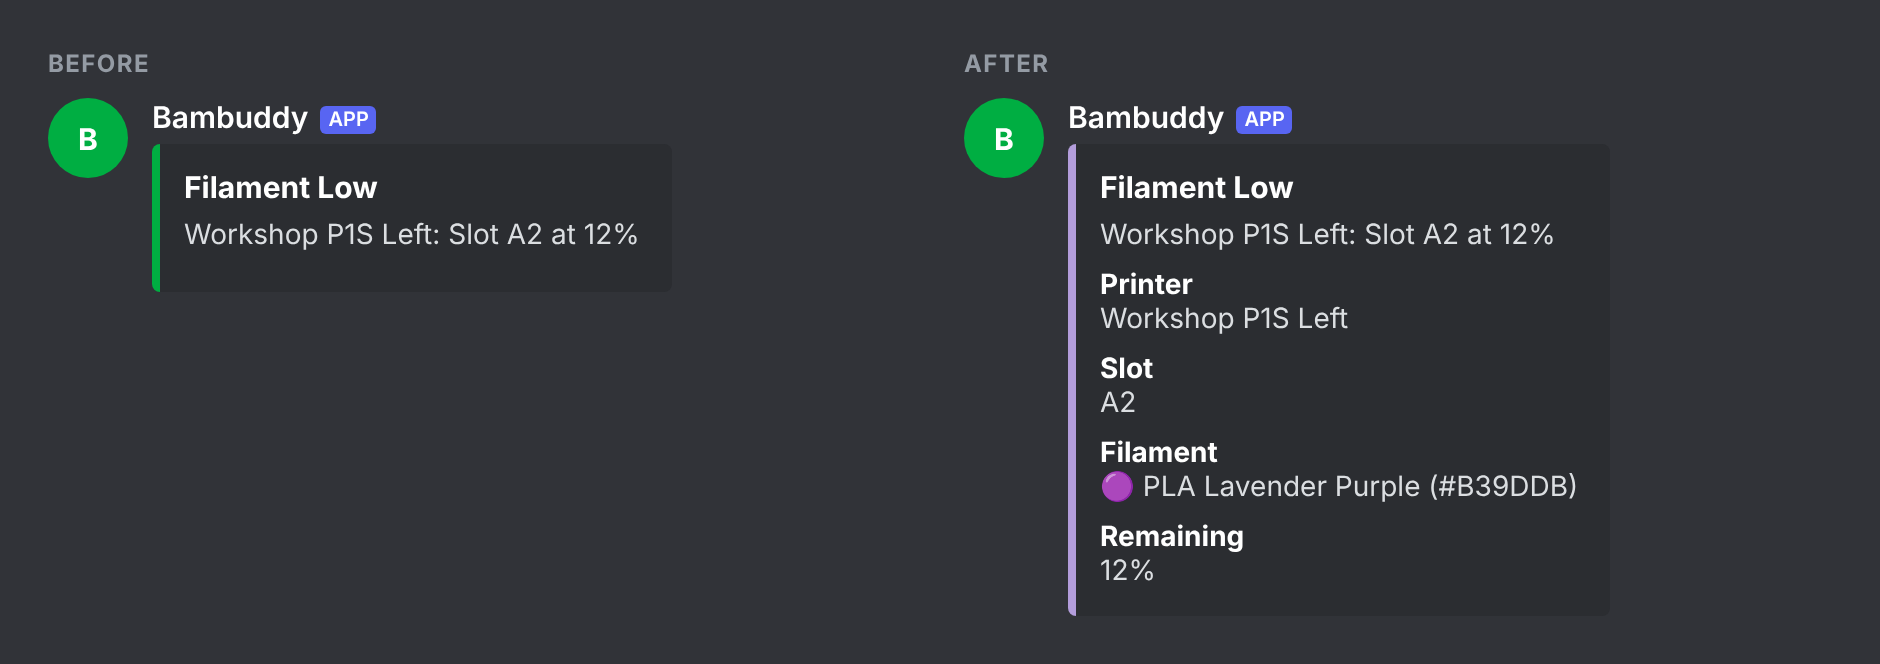 BEFORE
B
Bambuddy APP
Filament Low
Workshop P1S Left: Slot A2 at 12%
AFTER
B
Bambuddy APP
Filament Low
Workshop P1S Left: Slot A2 at 12%
Printer
Workshop P1S Left
Slot
A2
Filament
🟣 PLA Lavender Purple (#B39DDB)
Remaining
12%